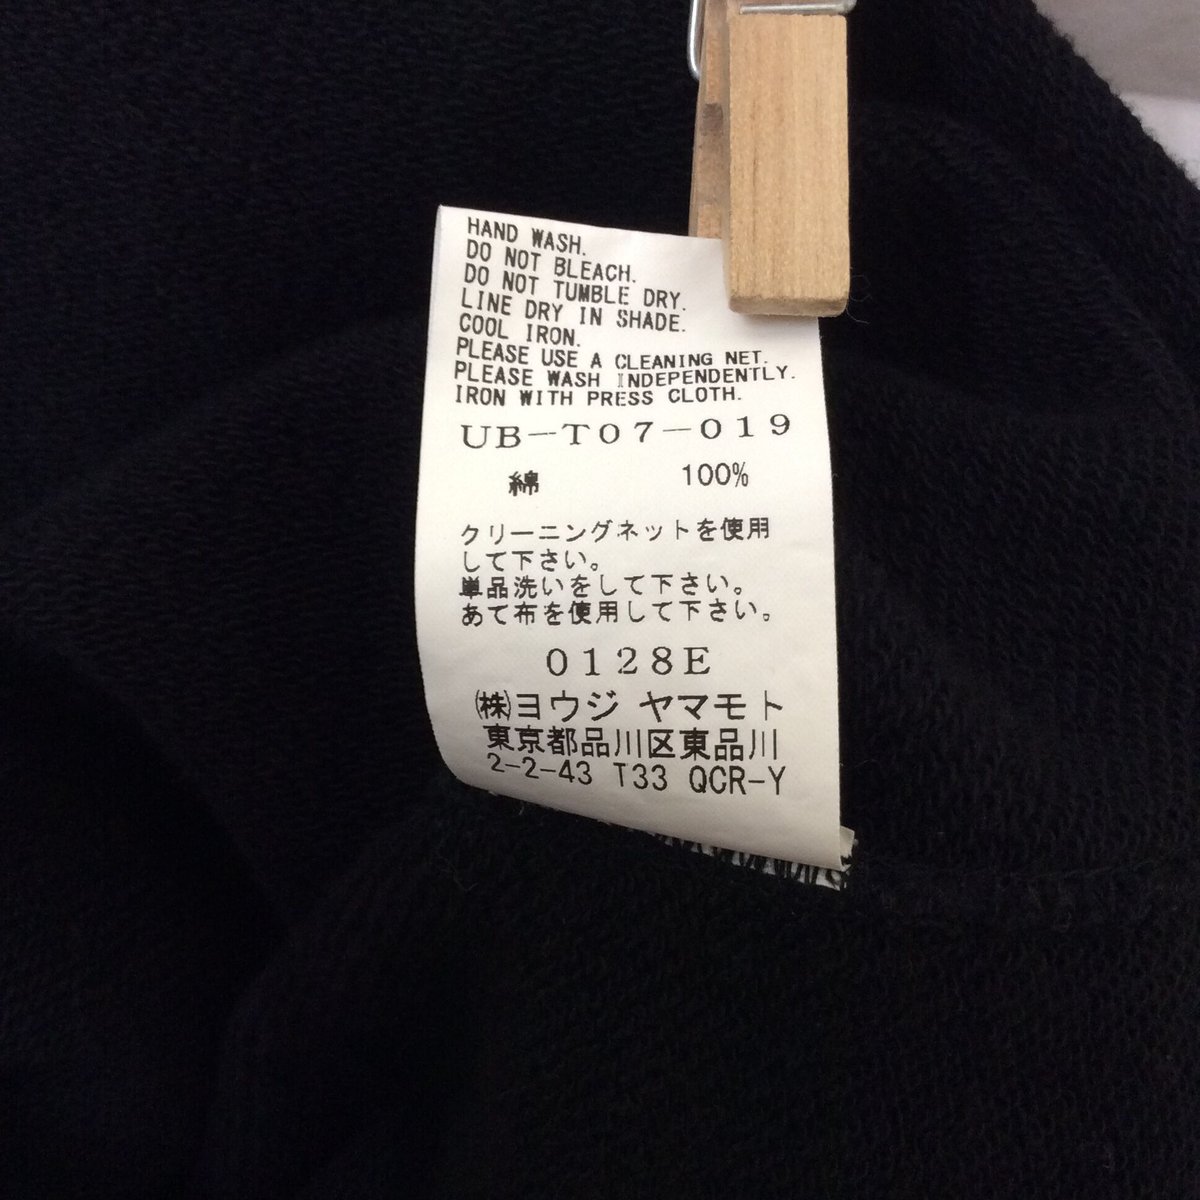 HAND WASH.
DO NOT BLEACH.
DO NOT TUMBLE DRY.
LINE DRY IN SHADE.
COOL IRON.
PLEASE USE A CLEANING NET.
PLEASE WASH INDEPENDENTLY.
IRON WITH PRESS CLOTH.
UB-T07-019
綿 100%
クリーニングネットを使用
して下さい。
単品洗いをして下さい。
あて布を使用して下さい。
0128E
(株)ヨウジ ヤマモト
東京都品川区東品川
2-2-43 T33 QCR-Y